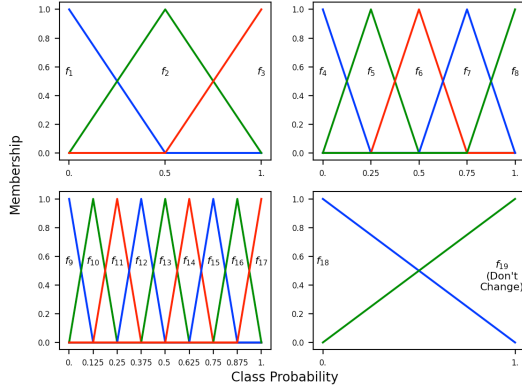 Membership
1.0
0.8
0.6
0.4
0.2
0.0
f1
f2
f3
0.
0.5
1.
1.0
0.8
0.6
0.4
0.2
0.0
f4
f5
f6
f7
f8
0.
0.25
0.5
0.75
1.
1.0
0.8
0.6
0.4
0.2
0.0
f9
f10
f11
f12
f13
f14
f15
f16
f17
0.
0.125
0.25
0.375
0.5
0.625
0.75
0.875
1.
1.0
0.8
0.6
0.4
0.2
0.0
f18
f19
(Don't
Change)
0.
1.
Class Probability